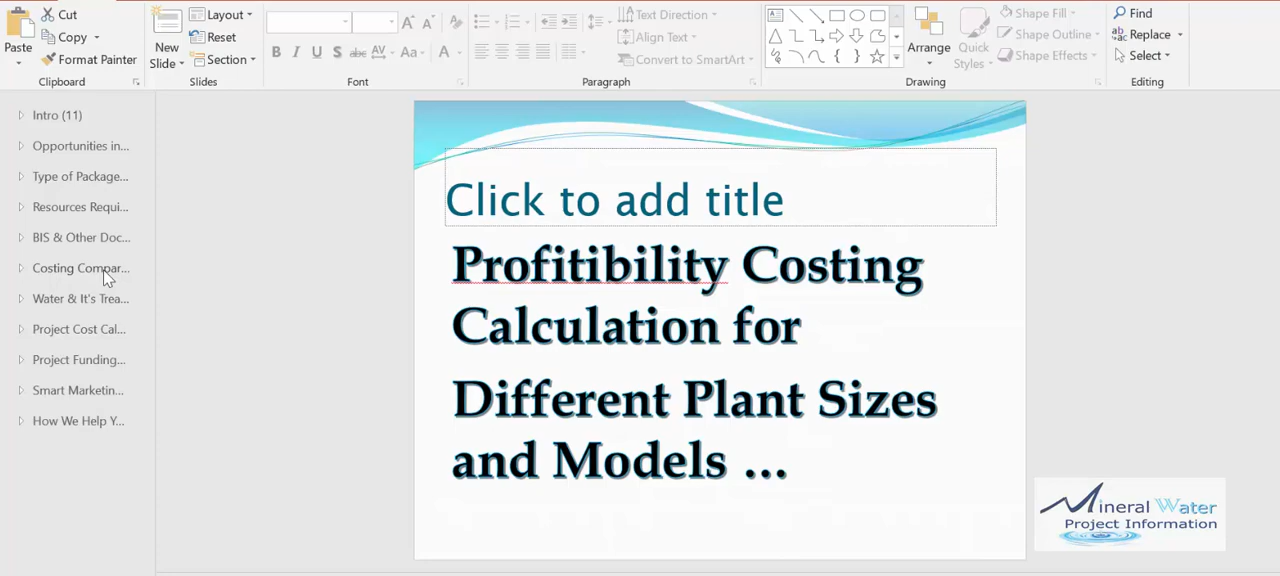 Cut
Copy
Format Painter
Paste
Clipboard
New
Slide
Layout
Reset
Section
Slides
B I U S abc AV Aa A
A A
Font
Text Direction
Align Text
Convert to SmartArt
Paragraph
Arrange
Quick
Styles
Shape Fill
Shape Outline
Shape Effects
Drawing
Find
Replace
Select
Editing
Intro (11)
Opportunities in...
Type of Package...
Resources Requi...
BIS & Other Doc...
Costing Compar...
Water & It's Trea...
Project Cost Cal...
Project Funding...
Smart Marketin...
How We Help Y...
Click to add title
Profitibility Costing
Calculation for
Different Plant Sizes
and Models ...
Mineral Water
Project Information